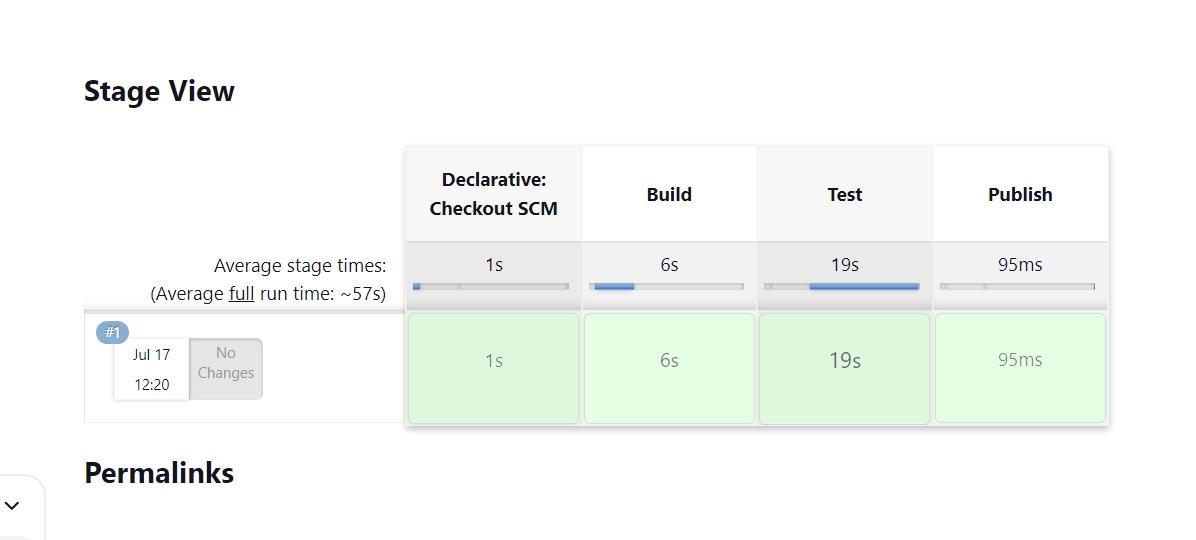 Stage View
Declarative:
Checkout SCM
Build
Test
Publish
Average stage times:
(Average full run time: ~57s)
1s
6s
19s
95ms
#1
Jul 17
12:20
No
Changes
1s
6s
19s
95ms
Permalinks